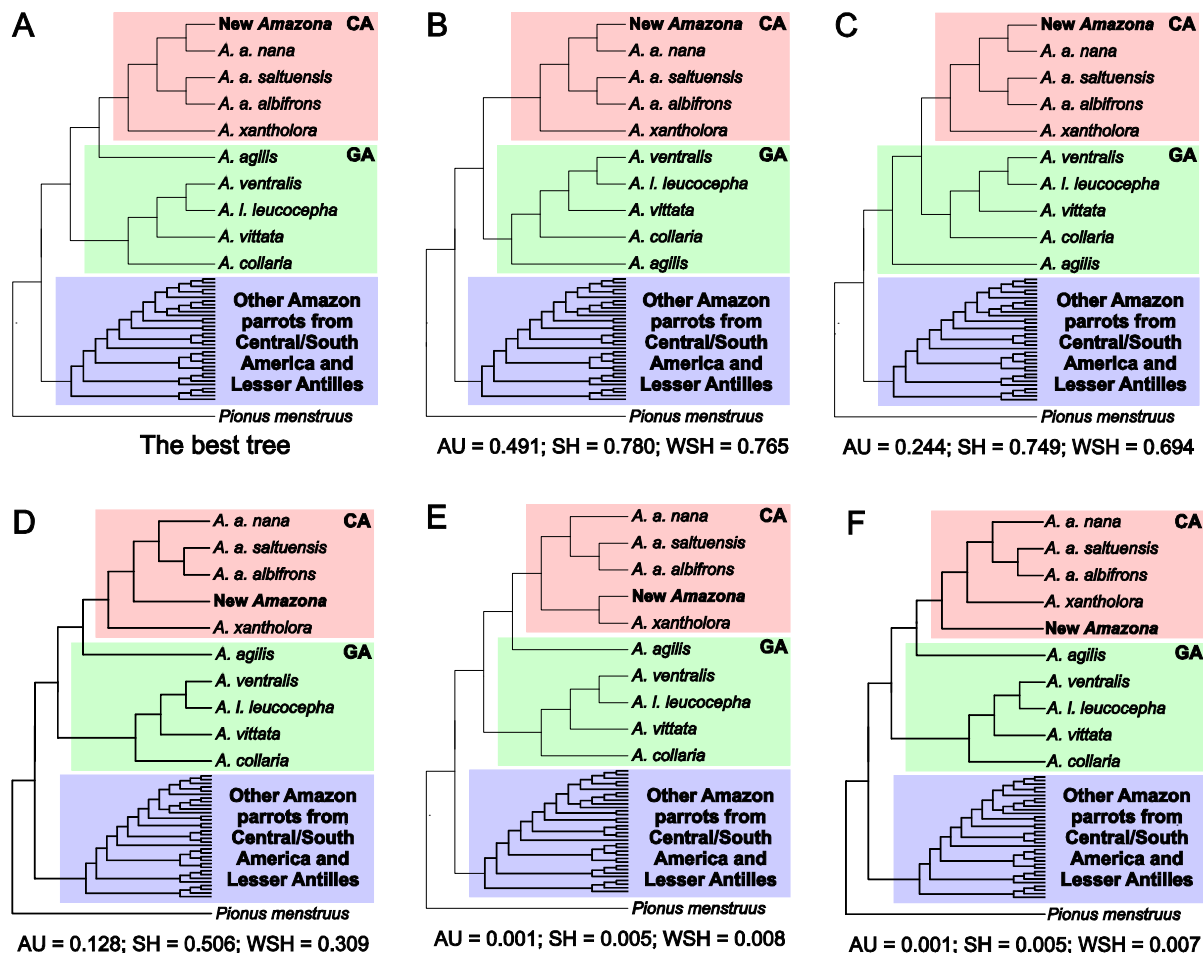 A
New Amazona CA
A. a. nana
A. a. saltuensis
A. a. albifrons
A. xantholora
A. agilis GA
A. ventralis
A. l. leucocepha
A. vittata
A. collaria
Other Amazon
parrots from
Central/South
America and
Lesser Antilles
Pionus menstruus
The best tree
B
New Amazona CA
A. a. nana
A. a. saltuensis
A. a. albifrons
A. xantholora
A. ventralis GA
A. l. leucocepha
A. vittata
A. collaria
A. agilis
Other Amazon
parrots from
Central/South
America and
Lesser Antilles
Pionus menstruus
AU = 0.491; SH = 0.780; WSH = 0.765
C
New Amazona CA
A. a. nana
A. a. saltuensis
A. a. albifrons
A. xantholora
A. ventralis GA
A. l. leucocepha
A. vittata
A. collaria
A. agilis
Other Amazon
parrots from
Central/South
America and
Lesser Antilles
Pionus menstruus
AU = 0.244; SH = 0.749; WSH = 0.694
D
A. a. nana CA
A. a. saltuensis
A. a. albifrons
New Amazona
A. xantholora
A. agilis GA
A. ventralis
A. l. leucocepha
A. vittata
A. collaria
Other Amazon
parrots from
Central/South
America and
Lesser Antilles
Pionus menstruus
AU = 0.128; SH = 0.506; WSH = 0.309
E
A. a. nana CA
A. a. saltuensis
A. a. albifrons
New Amazona
A. xantholora
A. agilis GA
A. ventralis
A. l. leucocepha
A. vittata
A. collaria
Other Amazon
parrots from
Central/South
America and
Lesser Antilles
Pionus menstruus
AU = 0.001; SH = 0.005; WSH = 0.008
F
A. a. nana CA
A. a. saltuensis
A. a. albifrons
A. xantholora
New Amazona
A. agilis GA
A. ventralis
A. l. leucocepha
A. vittata
A. collaria
Other Amazon
parrots from
Central/South
America and
Lesser Antilles
Pionus menstruus
AU = 0.001; SH = 0.005; WSH = 0.007